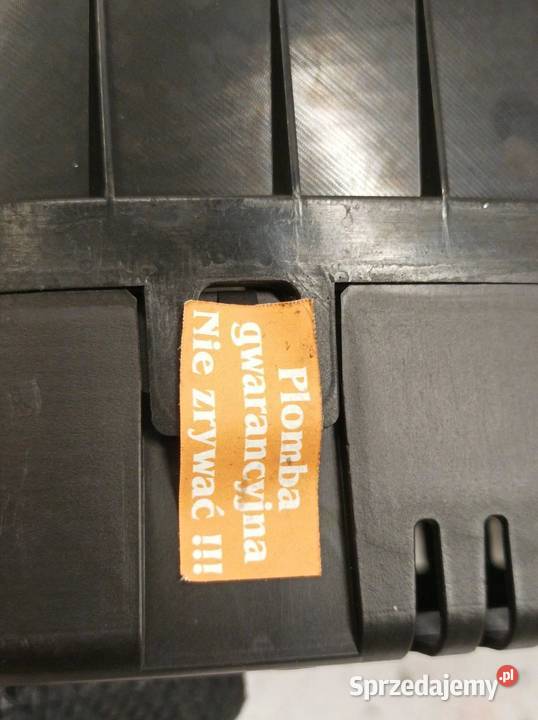 Plomba
gwarancyjna
Nie zrywać !!!
Sprzedajemy.pl